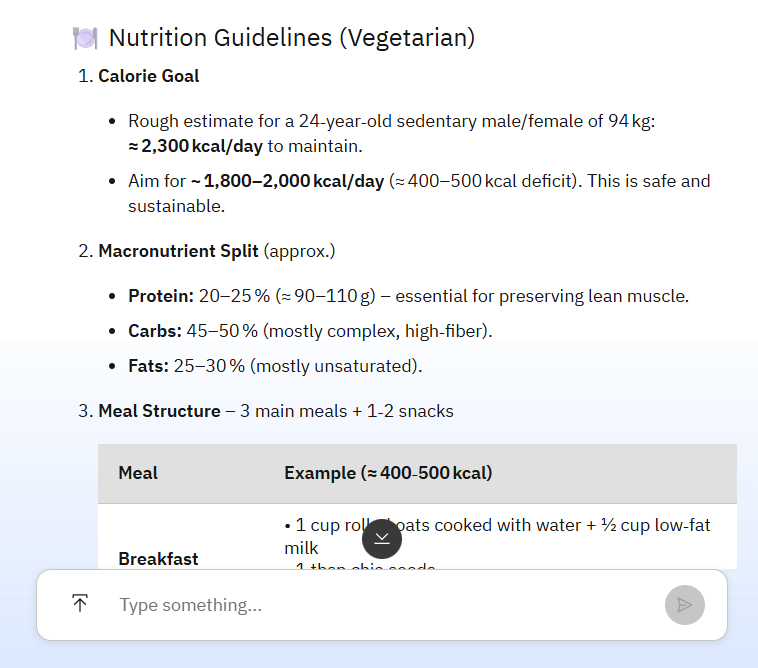 🍽️ Nutrition Guidelines (Vegetarian)
1. Calorie Goal
• Rough estimate for a 24-year-old sedentary male/female of 94 kg:
≈ 2,300 kcal/day to maintain.
• Aim for ~ 1,800–2,000 kcal/day (≈ 400–500 kcal deficit). This is safe and
sustainable.
2. Macronutrient Split (approx.)
• Protein: 20–25 % (≈ 90–110 g) – essential for preserving lean muscle.
• Carbs: 45–50 % (mostly complex, high-fiber).
• Fats: 25–30 % (mostly unsaturated).
3. Meal Structure – 3 main meals + 1-2 snacks
Meal Example (≈ 400-500 kcal)
• 1 cup rolled oats cooked with water + ½ cup low-fat
milk
Breakfast
1 tbsp chia seeds
Type something...